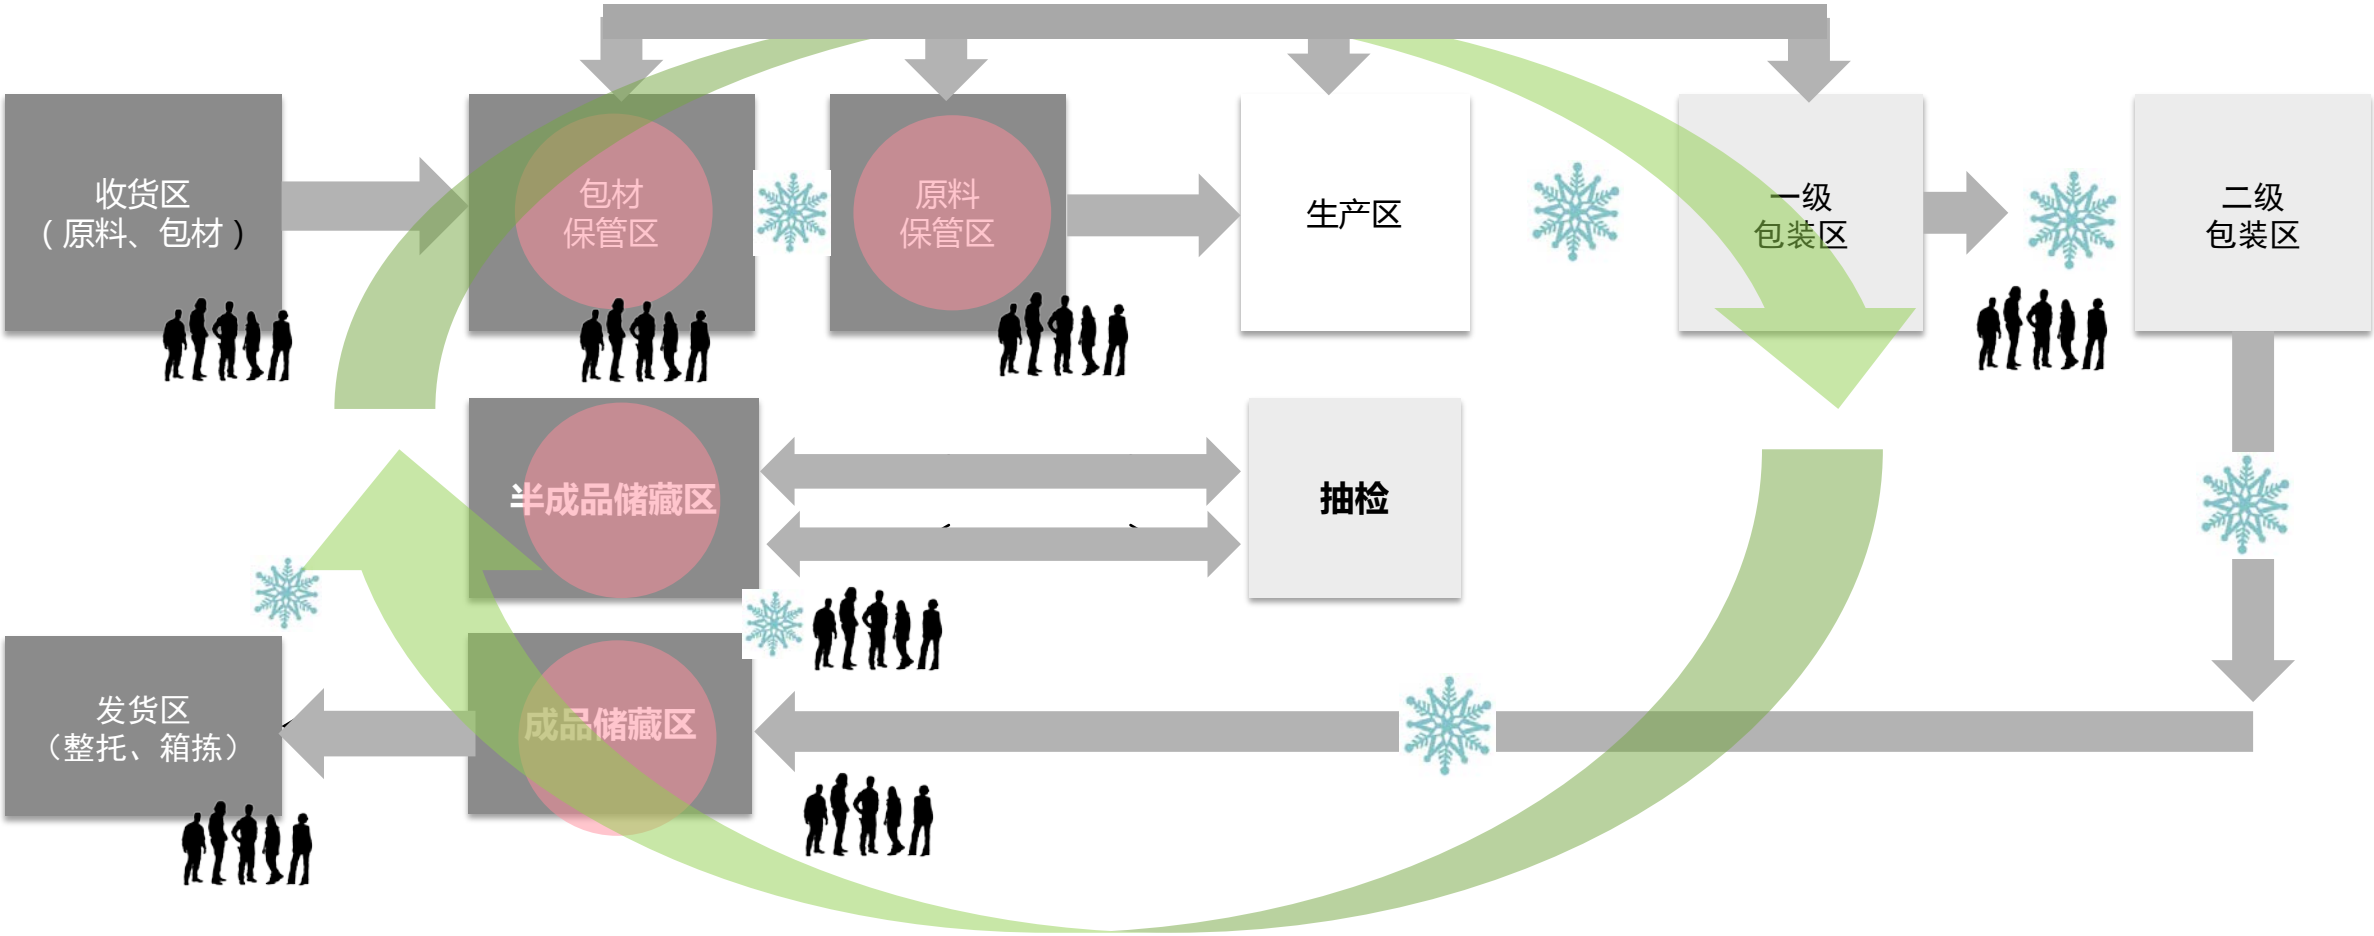 收货区
（原料、包材）
包材
保管区
原料
保管区
生产区
一级
包装区
二级
包装区
半成品储藏区
抽检
发货区
（整托、箱拣）
成品储藏区